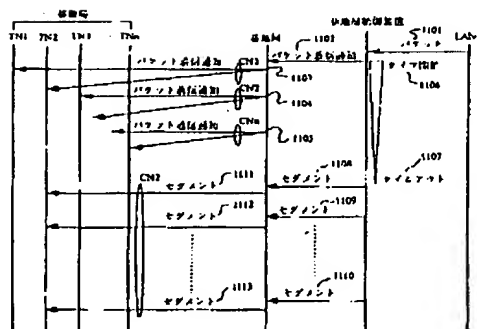 移動局
TN1 TN2 TN3 TNn
基地局
基地局制御装置
LAN
1101
パケット
1102
パケット着信通知
パケット着信通知
CN1
1103
タイマ開始
1106
パケット着信通知
CN2
1104
パケット着信通知
CNn
1105
1107
タイムアウト
CN2
1111
セグメント
1108
セグメント
1112
セグメント
1109
セグメント
1113
セグメント
1110
セグメント